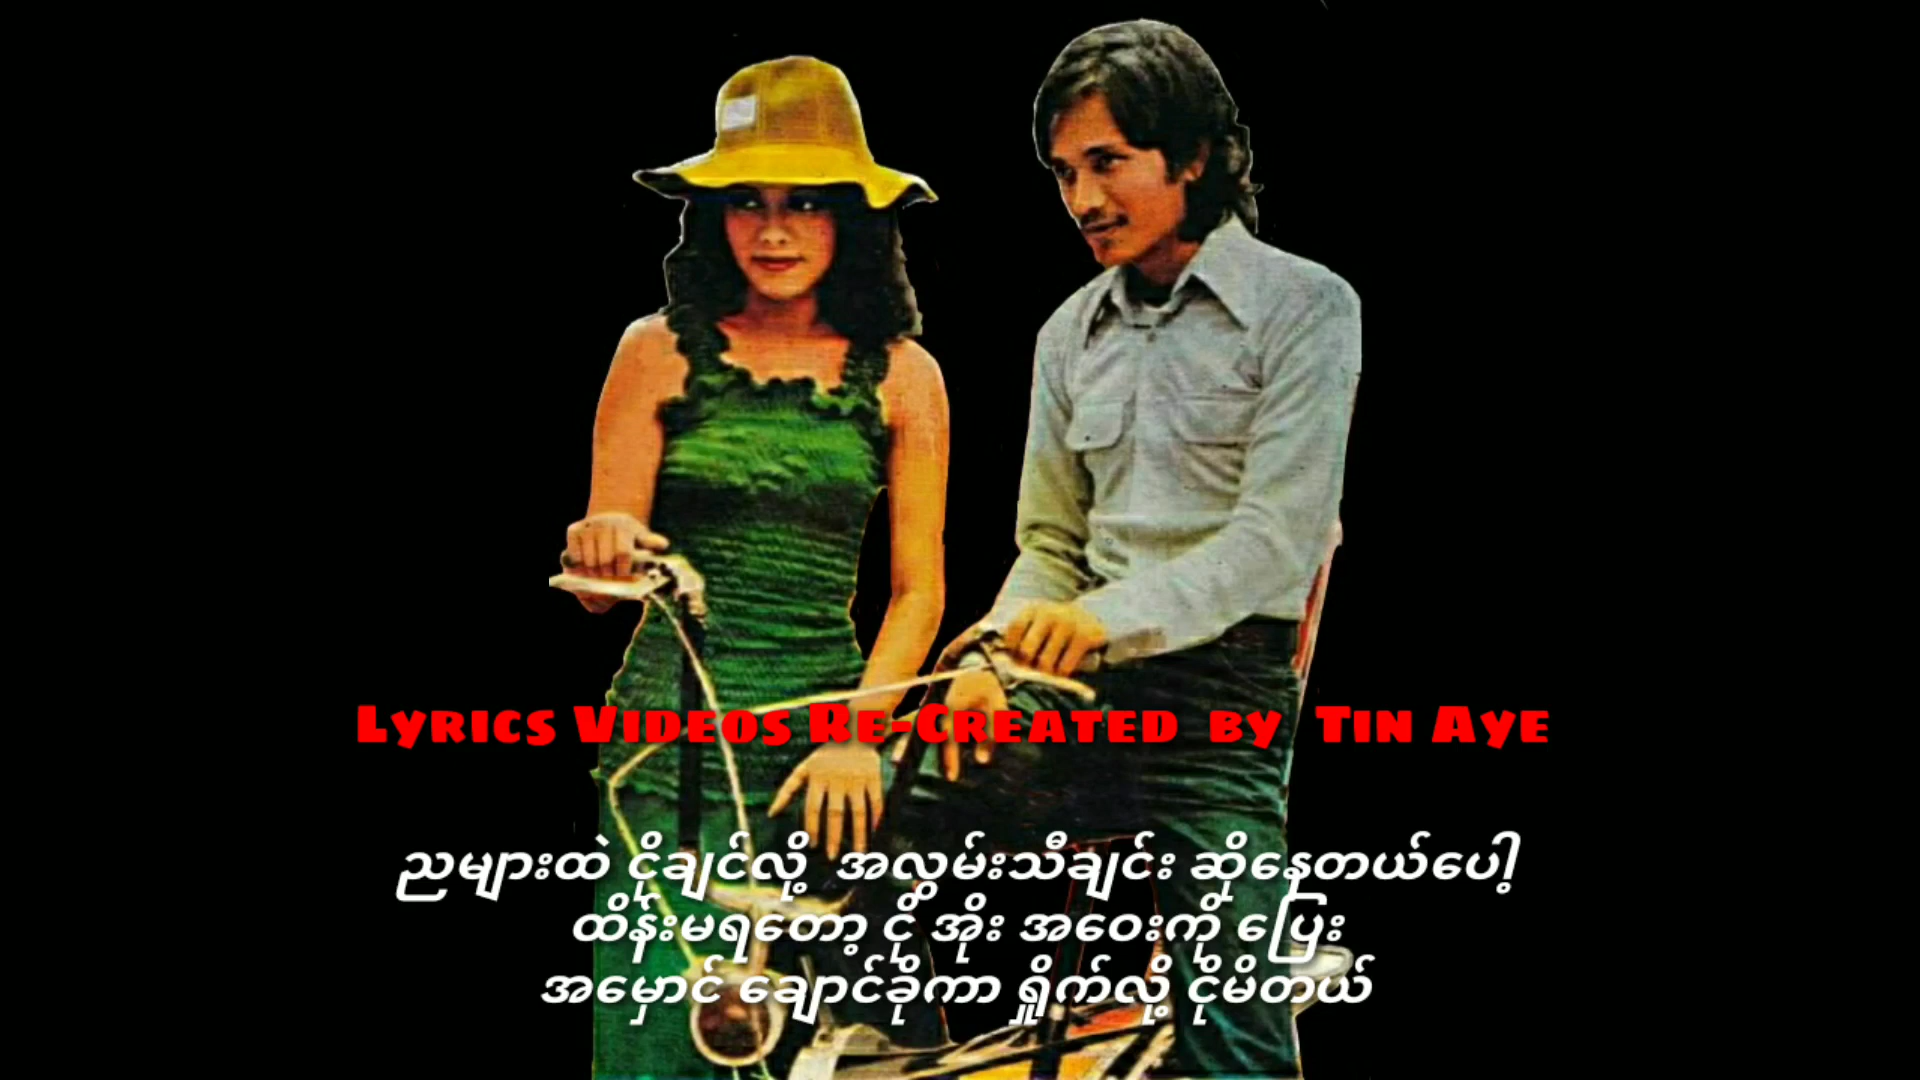 Lyrics Videos Re-Created by Tin Aye
ညများထဲ ငိုချင်လို့ အလွမ်းသီချင်း ဆိုနေတယ်ပေါ့
ထိန်းမရတော့ ငို အိုး အဝေးကို ပြေး
အမှောင် ချောင်ခိုကာ ရှိုက်လို့ ငိုမိတယ်